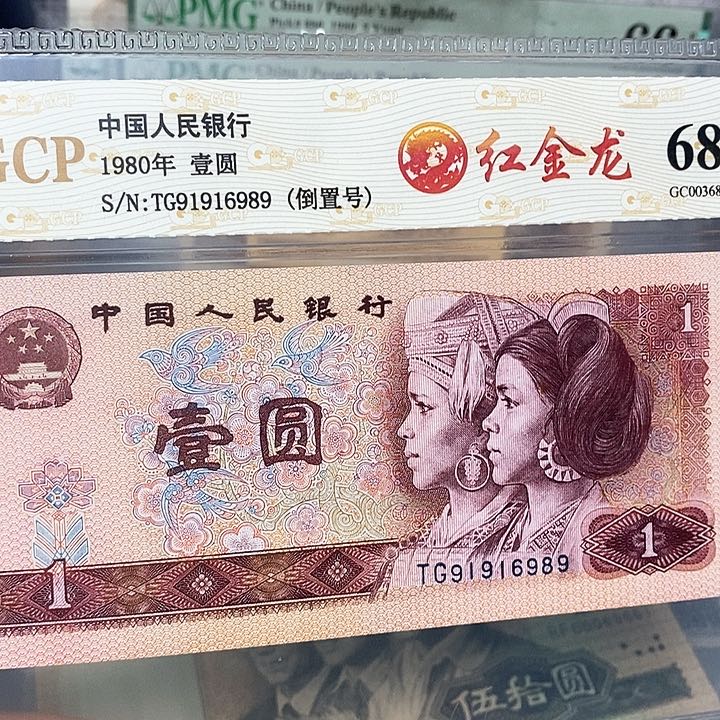 PMG China / People's Republic
PMG
GCP
中国人民银行
1980年 壹圆
S/N:TG91916989 (倒置号)
红金龙
68
GC00368
中国人民银行
1
壹圆
TG91916989
1
1
伍拾圆